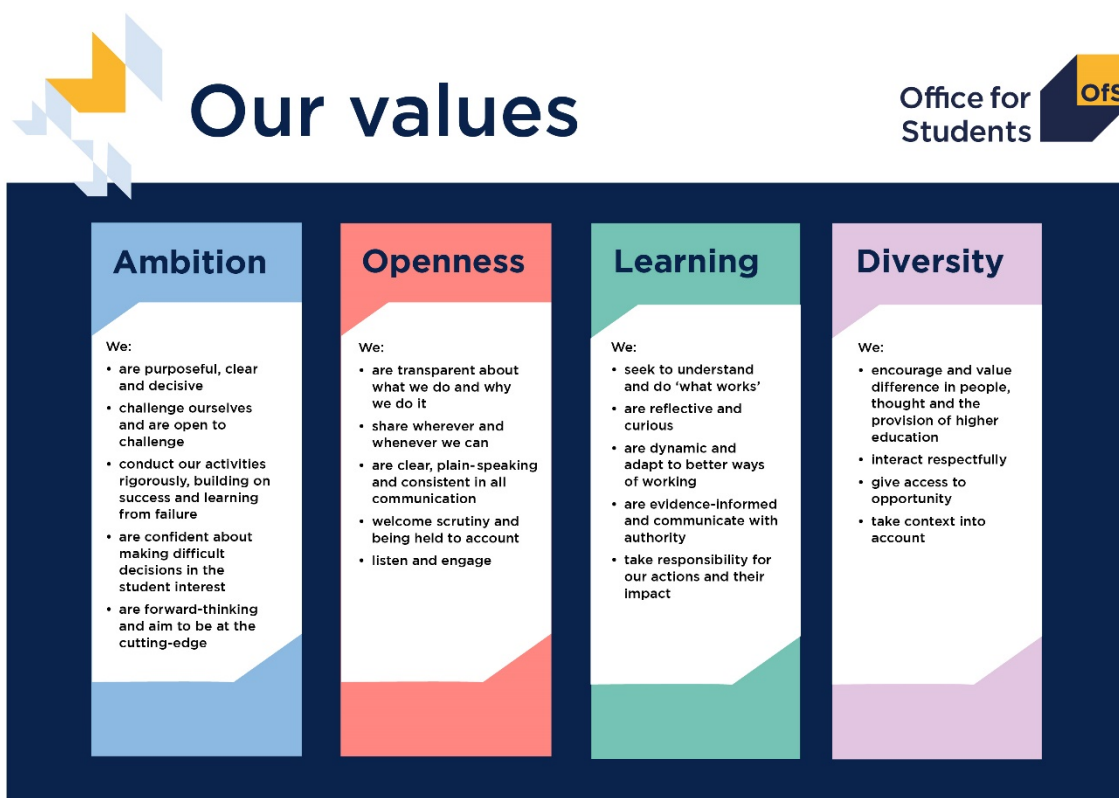 Our values
Office for
Students
OfS
Ambition
We:
• are purposeful, clear
and decisive
• challenge ourselves
and are open to
challenge
• conduct our activities
rigorously, building on
success and learning
from failure
• are confident about
making difficult
decisions in the
student interest
• are forward-thinking
and aim to be at the
cutting-edge
Openness
We:
• are transparent about
what we do and why
we do it
• share wherever and
whenever we can
• are clear, plain-speaking
and consistent in all
communication
• welcome scrutiny and
being held to account
• listen and engage
Learning
We:
• seek to understand
and do ‘what works’
• are reflective and
curious
• are dynamic and
adapt to better ways
of working
• are evidence-informed
and communicate with
authority
• take responsibility for
our actions and their
impact
Diversity
We:
• encourage and value
difference in people,
thought and the
provision of higher
education
• interact respectfully
• give access to
opportunity
• take context into
account